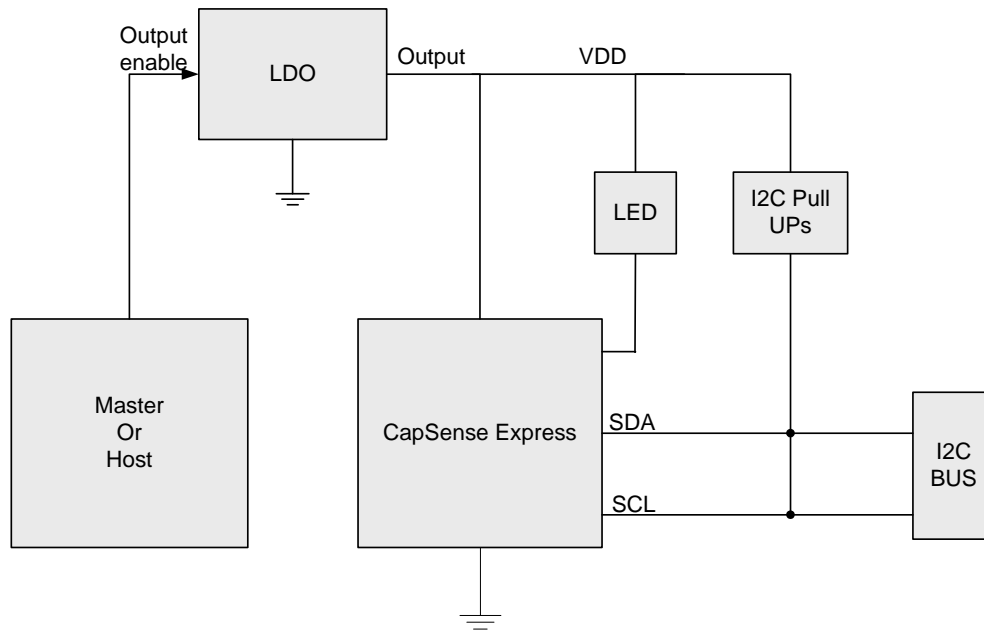 Output
enable
LDO
Output
VDD
LED
I2C Pull
UPs
Master
Or
Host
CapSense Express
SDA
SCL
I2C
BUS